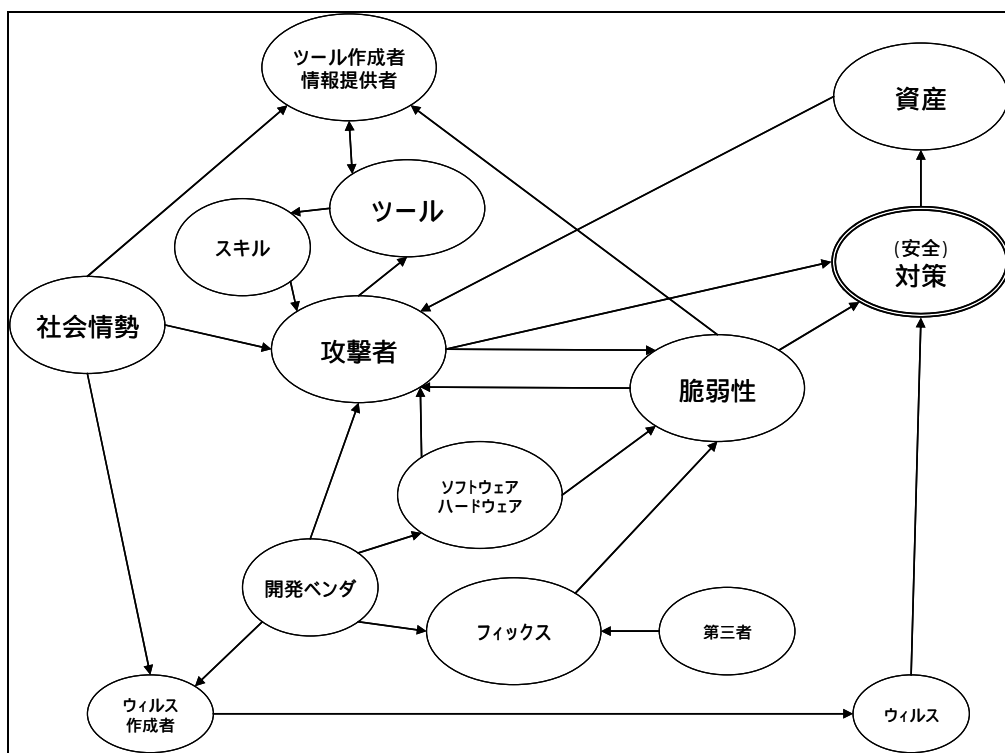 ツール作成者
情報提供者
資産
ツール
スキル
(安全)
対策
社会情勢
攻撃者
脆弱性
ソフトウェア
ハードウェア
開発ベンダ
フィックス
第三者
ウィルス
作成者
ウィルス